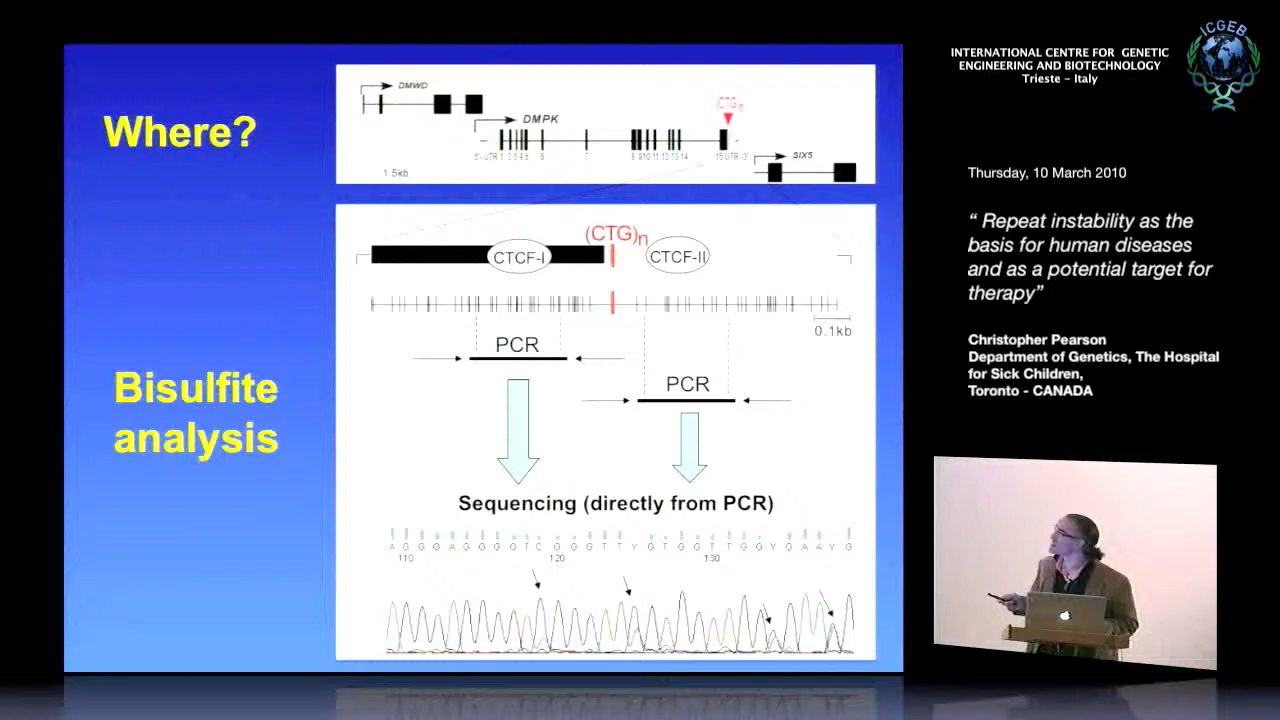 Where?
Bisulfite
analysis
DMWD
(CTG)n
DMPK
5'- UTR 1 2 3 4 5 6 7 8 9 10 11 12 13 14 15 UTR -3'
SIX5
1 5kb
(CTG)n
CTCF-I
CTCF-II
0.1kb
PCR
PCR
Sequencing (directly from PCR)
A G G G A G G G G T C G G G T T Y G T G G T T G G Y G A A Y G
110 120 130
ICGEB
INTERNATIONAL CENTRE FOR GENETIC
ENGINEERING AND BIOTECHNOLOGY
Trieste – Italy
Thursday, 10 March 2010
“ Repeat instability as the
basis for human diseases
and as a potential target for
therapy”
Christopher Pearson
Department of Genetics, The Hospital
for Sick Children,
Toronto - CANADA